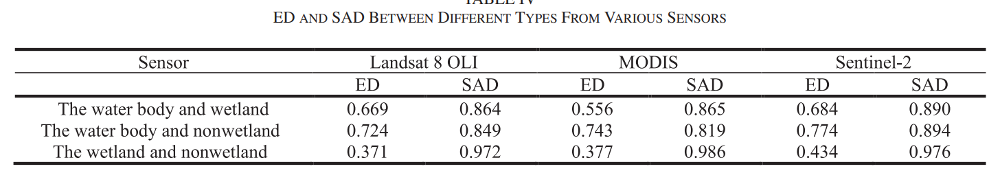 TABLE IV
ED AND SAD BETWEEN DIFFERENT TYPES FROM VARIOUS SENSORS
Sensor Landsat 8 OLI MODIS Sentinel-2
ED SAD ED SAD ED SAD
The water body and wetland 0.669 0.864 0.556 0.865 0.684 0.890
The water body and nonwetland 0.724 0.849 0.743 0.819 0.774 0.894
The wetland and nonwetland 0.371 0.972 0.377 0.986 0.434 0.976